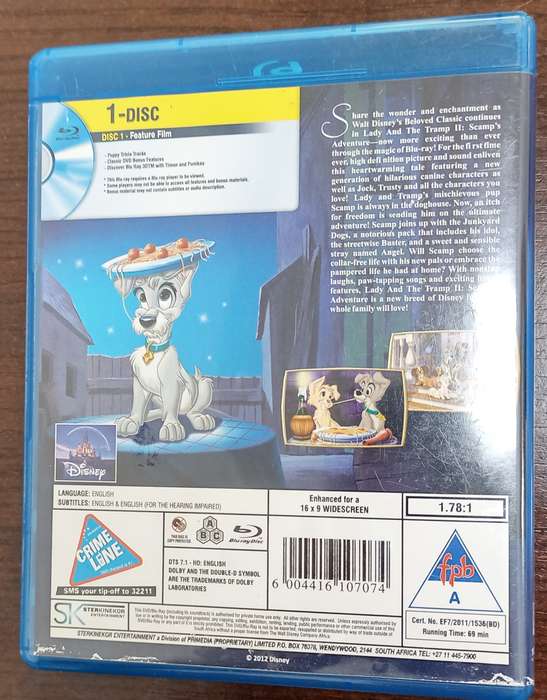 1-DISC
DISC 1 - Feature Film
- Puppy Trivia Tracks
- Classic DVD Bonus Features
- Discover Blu-Ray 3DTM with Timon and Pumbaa
* This Blu-ray requires a Blu-ray player to be viewed.
* Some players may not be able to access all features and bonus materials.
* Bonus material may not contain subtitles or audio description.
Share the wonder and enchantment as
Walt Disney's Beloved Classic continues
in Lady And The Tramp II: Scamp's
Adventure—now more exciting than ever
through the magic of Blu-ray! For the first time
ever, high defi nition picture and sound enliven
this heartwarming tale featuring a new
generation of hilarious canine characters as
well as Jock, Trusty and all the characters you
love! Lady and Tramp's mischievous pup
Scamp is always in the doghouse. Now, an itch
for freedom is sending him on the ultimate
adventure! Scamp joins up with the Junkyard
Dogs, a notorious pack that includes his idol,
the streetwise Buster, and a sweet and sensible
stray named Angel. Will Scamp choose the
collar-free life with his new pals or embrace the
pampered life he had at home? With nonstop
laughs, paw-tapping songs and exciting
features, Lady And The Tramp II: Scamp's
Adventure is a new breed of Disney
whole family will love!
Disney
LANGUAGE: ENGLISH
SUBTITLES: ENGLISH & ENGLISH (FOR THE HEARING IMPAIRED)
Enhanced for a
16 x 9 WIDESCREEN
1.78:1
CRIME
LINE
SMS your tip-off to 32211
THIS DISC IS
COPY PROTECTED
A
B
C
Blu-ray Disc
DTS 7.1 - HD: ENGLISH
DOLBY AND THE DOUBLE-D SYMBOL
ARE THE TRADEMARKS OF DOLBY
LABORATORIES
6 004416 107074
fpb
A
Cert. No. EF7/2011/1536(BD)
Running Time: 69 min
SK STERKINEKOR
ENTERTAINMENT
STERKINEKOR ENTERTAINMENT a Division of PRIMEDIA (PROPRIETARY) LIMITED P.O. BOX 76378, WENDYWOOD, 2144 SOUTH AFRICA TEL: +27 11 445-7900
© 2012 Disney